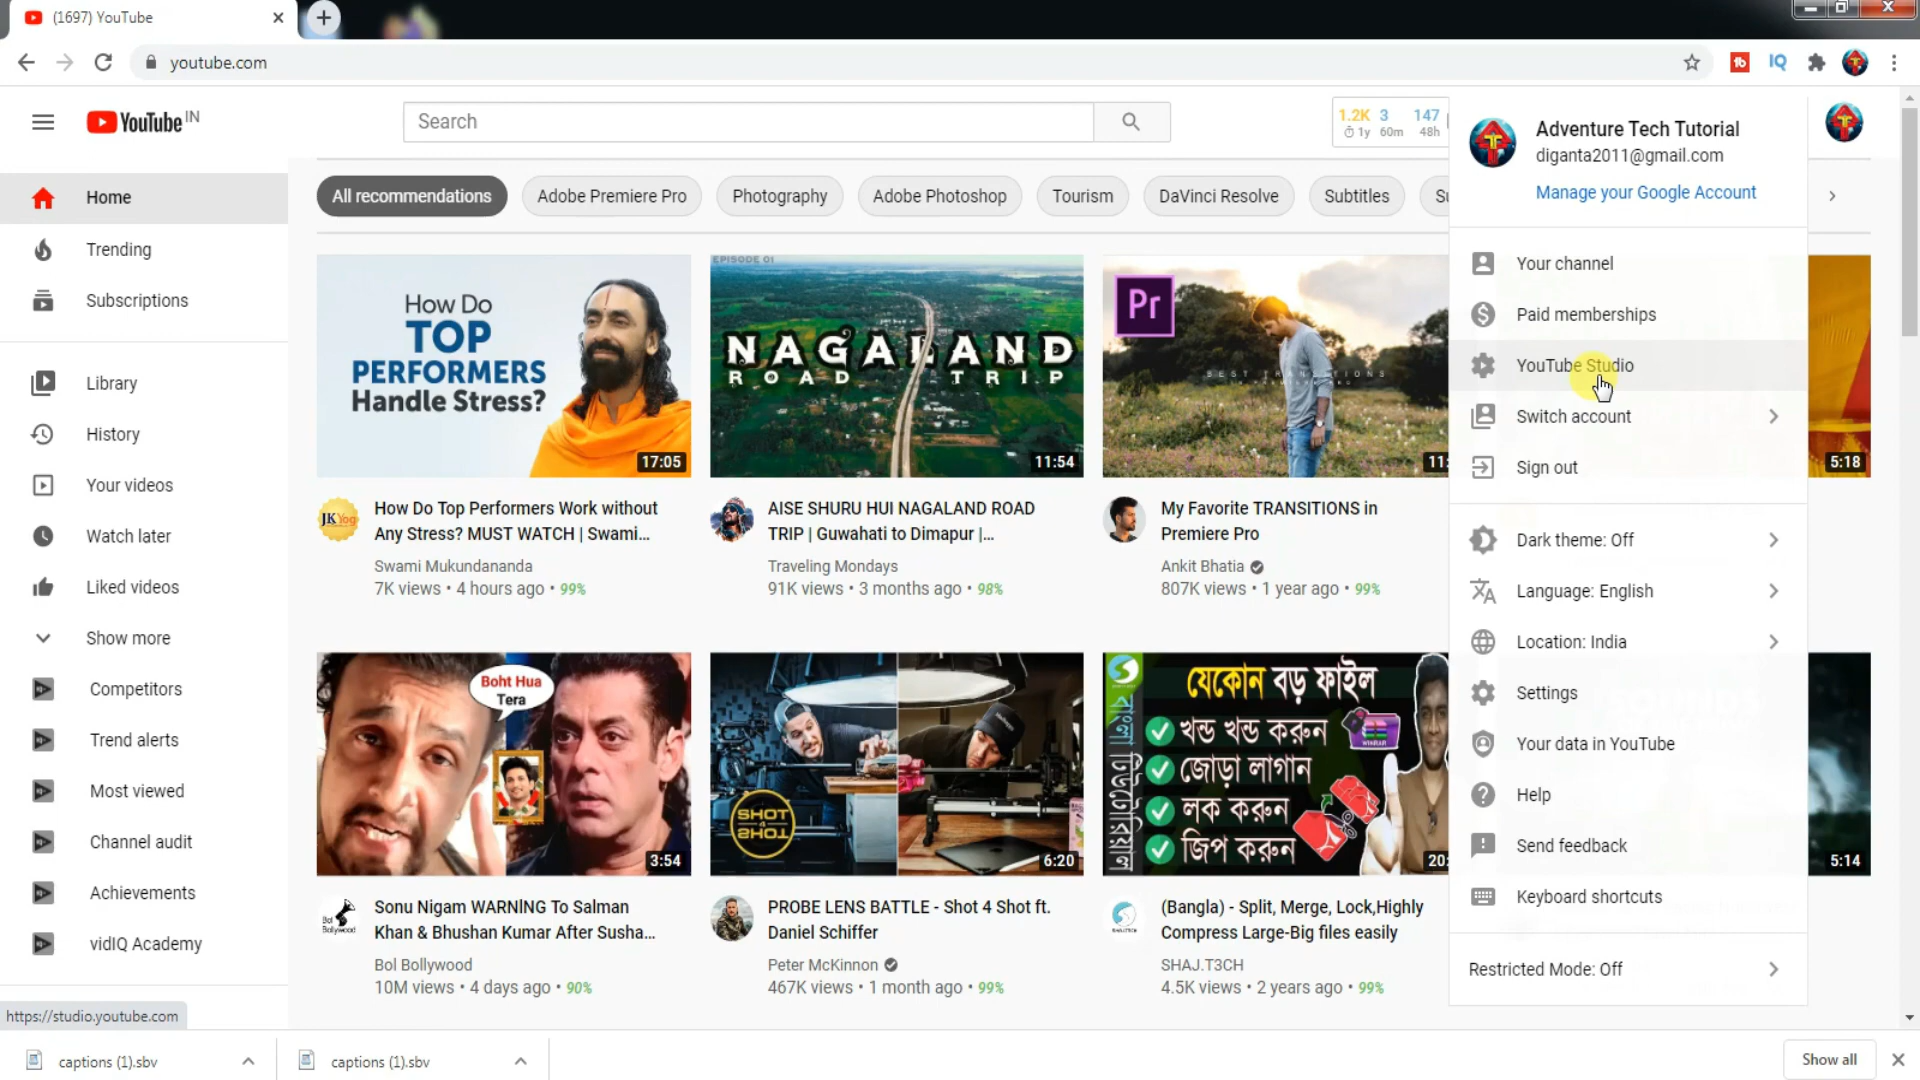 (1697) YouTube
youtube.com
YouTube IN
Search
1.2K 3 147
1y 60m 48h
Home
Trending
Subscriptions
Library
History
Your videos
Watch later
Liked videos
Show more
Competitors
Trend alerts
Most viewed
Channel audit
Achievements
vidIQ Academy
https://studio.youtube.com
All recommendations
Adobe Premiere Pro
Photography
Adobe Photoshop
Tourism
DaVinci Resolve
Subtitles
How Do
TOP
PERFORMERS
Handle Stress?
17:05
JK Yog
How Do Top Performers Work without
Any Stress? MUST WATCH | Swami...
Swami Mukundananda
7K views • 4 hours ago • 99%
EPISODE 01
NAGALAND
ROAD TRIP
11:54
AISE SHURU HUI NAGALAND ROAD
TRIP | Guwahati to Dimapur |...
Traveling Mondays
91K views • 3 months ago • 98%
Pr
BEST TRANSITIONS
11:
My Favorite TRANSITIONS in
Premiere Pro
Ankit Bhatia
807K views • 1 year ago • 99%
5:18
Boht Hua
Tera
3:54
Bol
Bollywood
Sonu Nigam WARNING To Salman
Khan & Bhushan Kumar After Susha...
Bol Bollywood
10M views • 4 days ago • 90%
SHOT
4
SHOT
6:20
PROBE LENS BATTLE - Shot 4 Shot ft.
Daniel Schiffer
Peter McKinnon
467K views • 1 month ago • 99%
বাংলা টিউটোরিয়াল
যেকোন বড় ফাইল
খন্ড খন্ড করুন
জোড়া লাগান
লক করুন
জিপ করুন
WINRAR
20:
(Bangla) - Split, Merge, Lock,Highly
Compress Large-Big files easily
SHAJ.T3CH
4.5K views • 2 years ago • 99%
5:14
Adventure Tech Tutorial
diganta2011@gmail.com
Manage your Google Account
Your channel
Paid memberships
YouTube Studio
Switch account
Sign out
Dark theme: Off
Language: English
Location: India
Settings
Your data in YouTube
Help
Send feedback
Keyboard shortcuts
Restricted Mode: Off
captions (1).sbv
captions (1).sbv
Show all